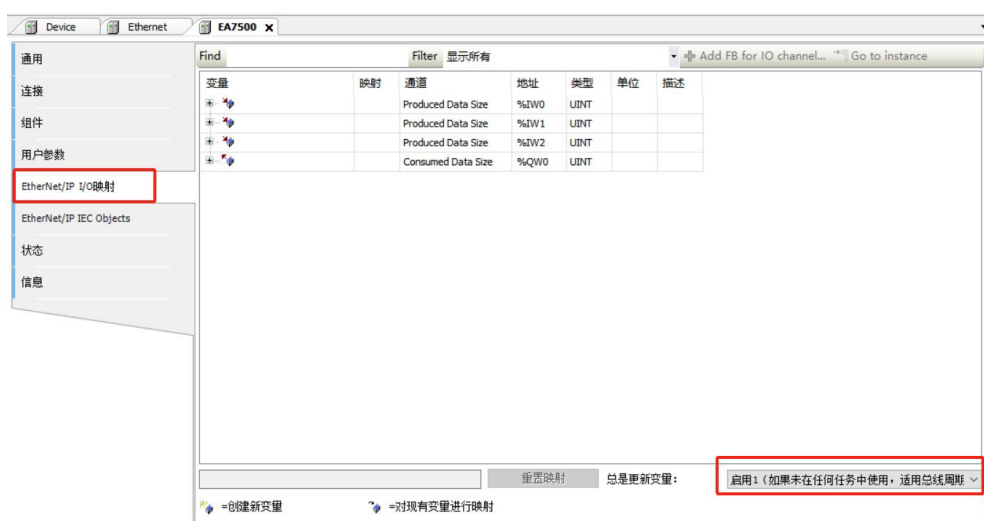 Device Ethernet EA7500
通用
连接
组件
用户参数
EtherNet/IP I/O映射
EtherNet/IP IEC Objects
状态
信息
Find Filter 显示所有 Add FB for IO channel... Go to instance
变量 映射 通道 地址 类型 单位 描述
Produced Data Size %IW0 UINT
Produced Data Size %IW1 UINT
Produced Data Size %IW2 UINT
Consumed Data Size %QW0 UINT
重置映射 总是更新变量: 启用1（如果未在任何任务中使用，适用总线周期
=创建新变量 =对现有变量进行映射